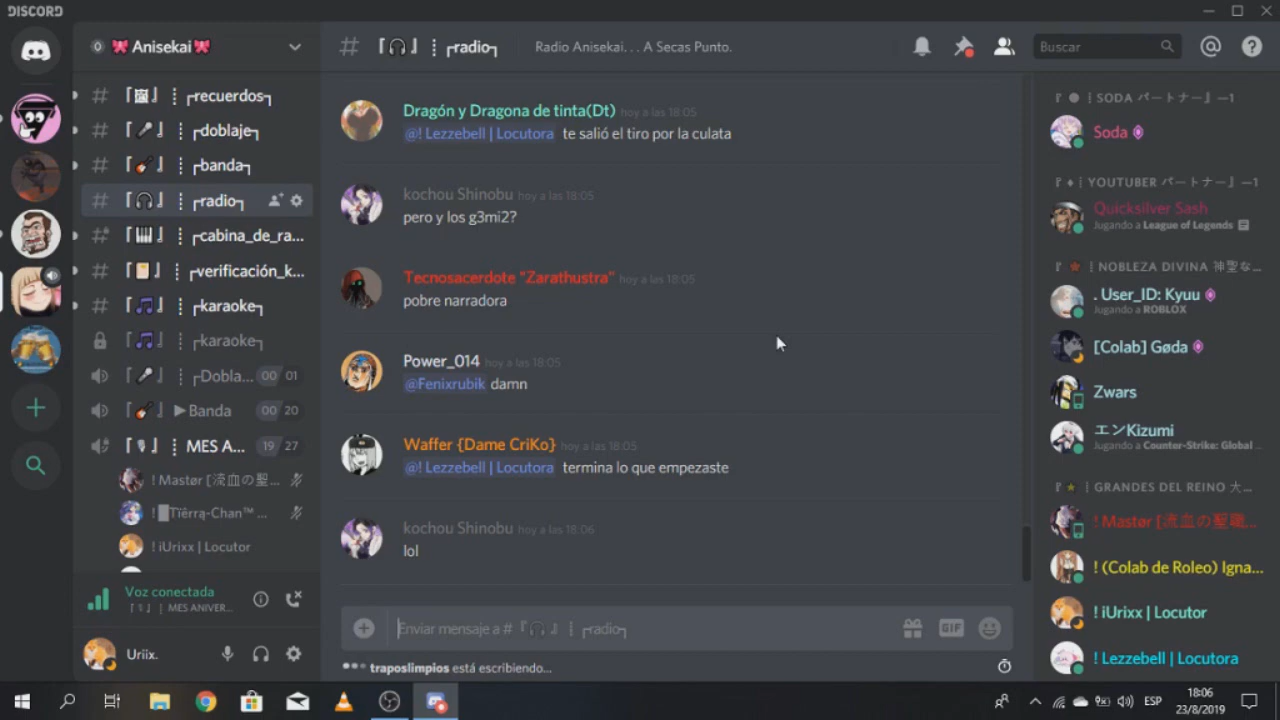 DISCORD
Anisekai
recuerdos
doblaje
banda
radio
cabina_de_ra...
verificación_k...
karaoke
karaoke
Dobla... 00 01
▶Banda 00 20
MES A... 19 27
! Mastør [流血の聖...
Tïërrą-Chan™ ...
! iUrixx | Locutor
Voz conectada
MES ANIVER...
Uriix.
# 『🎧』 ┋ ┌radio┐
Radio Anisekai. . . A Secas Punto.
Buscar
Dragón y Dragona de tinta(Dt) hoy a las 18:05
@! Lezzebell | Locutora te salió el tiro por la culata
kochou Shinobu hoy a las 18:05
pero y los g3mi2?
Tecnosacerdote "Zarathustra" hoy a las 18:05
pobre narradora
Power_014 hoy a las 18:05
@Fenixrubik damn
Waffer {Dame CriKo} hoy a las 18:05
@! Lezzebell | Locutora termina lo que empezaste
kochou Shinobu hoy a las 18:06
lol
Enviar mensaje a # 『🎧』 ┋ ┌radio┐
GIF
traposlimpios está escribiendo...
SODA パートナー』—1
Soda
YOUTUBER パートナー』—1
Quicksilver Sash
Jugando a League of Legends
NOBLEZA DIVINA 神聖な...
. User_ID: Kyuu
Jugando a ROBLOX
[Colab] Gøda
Zwars
エンKizumi
Jugando a Counter-Strike: Global ...
GRANDES DEL REINO 大...
! Mastør [流血の聖職...
! (Colab de Roleo) Igna...
! iUrixx | Locutor
! Lezzebell | Locutora
ESP
18:06
23/8/2019